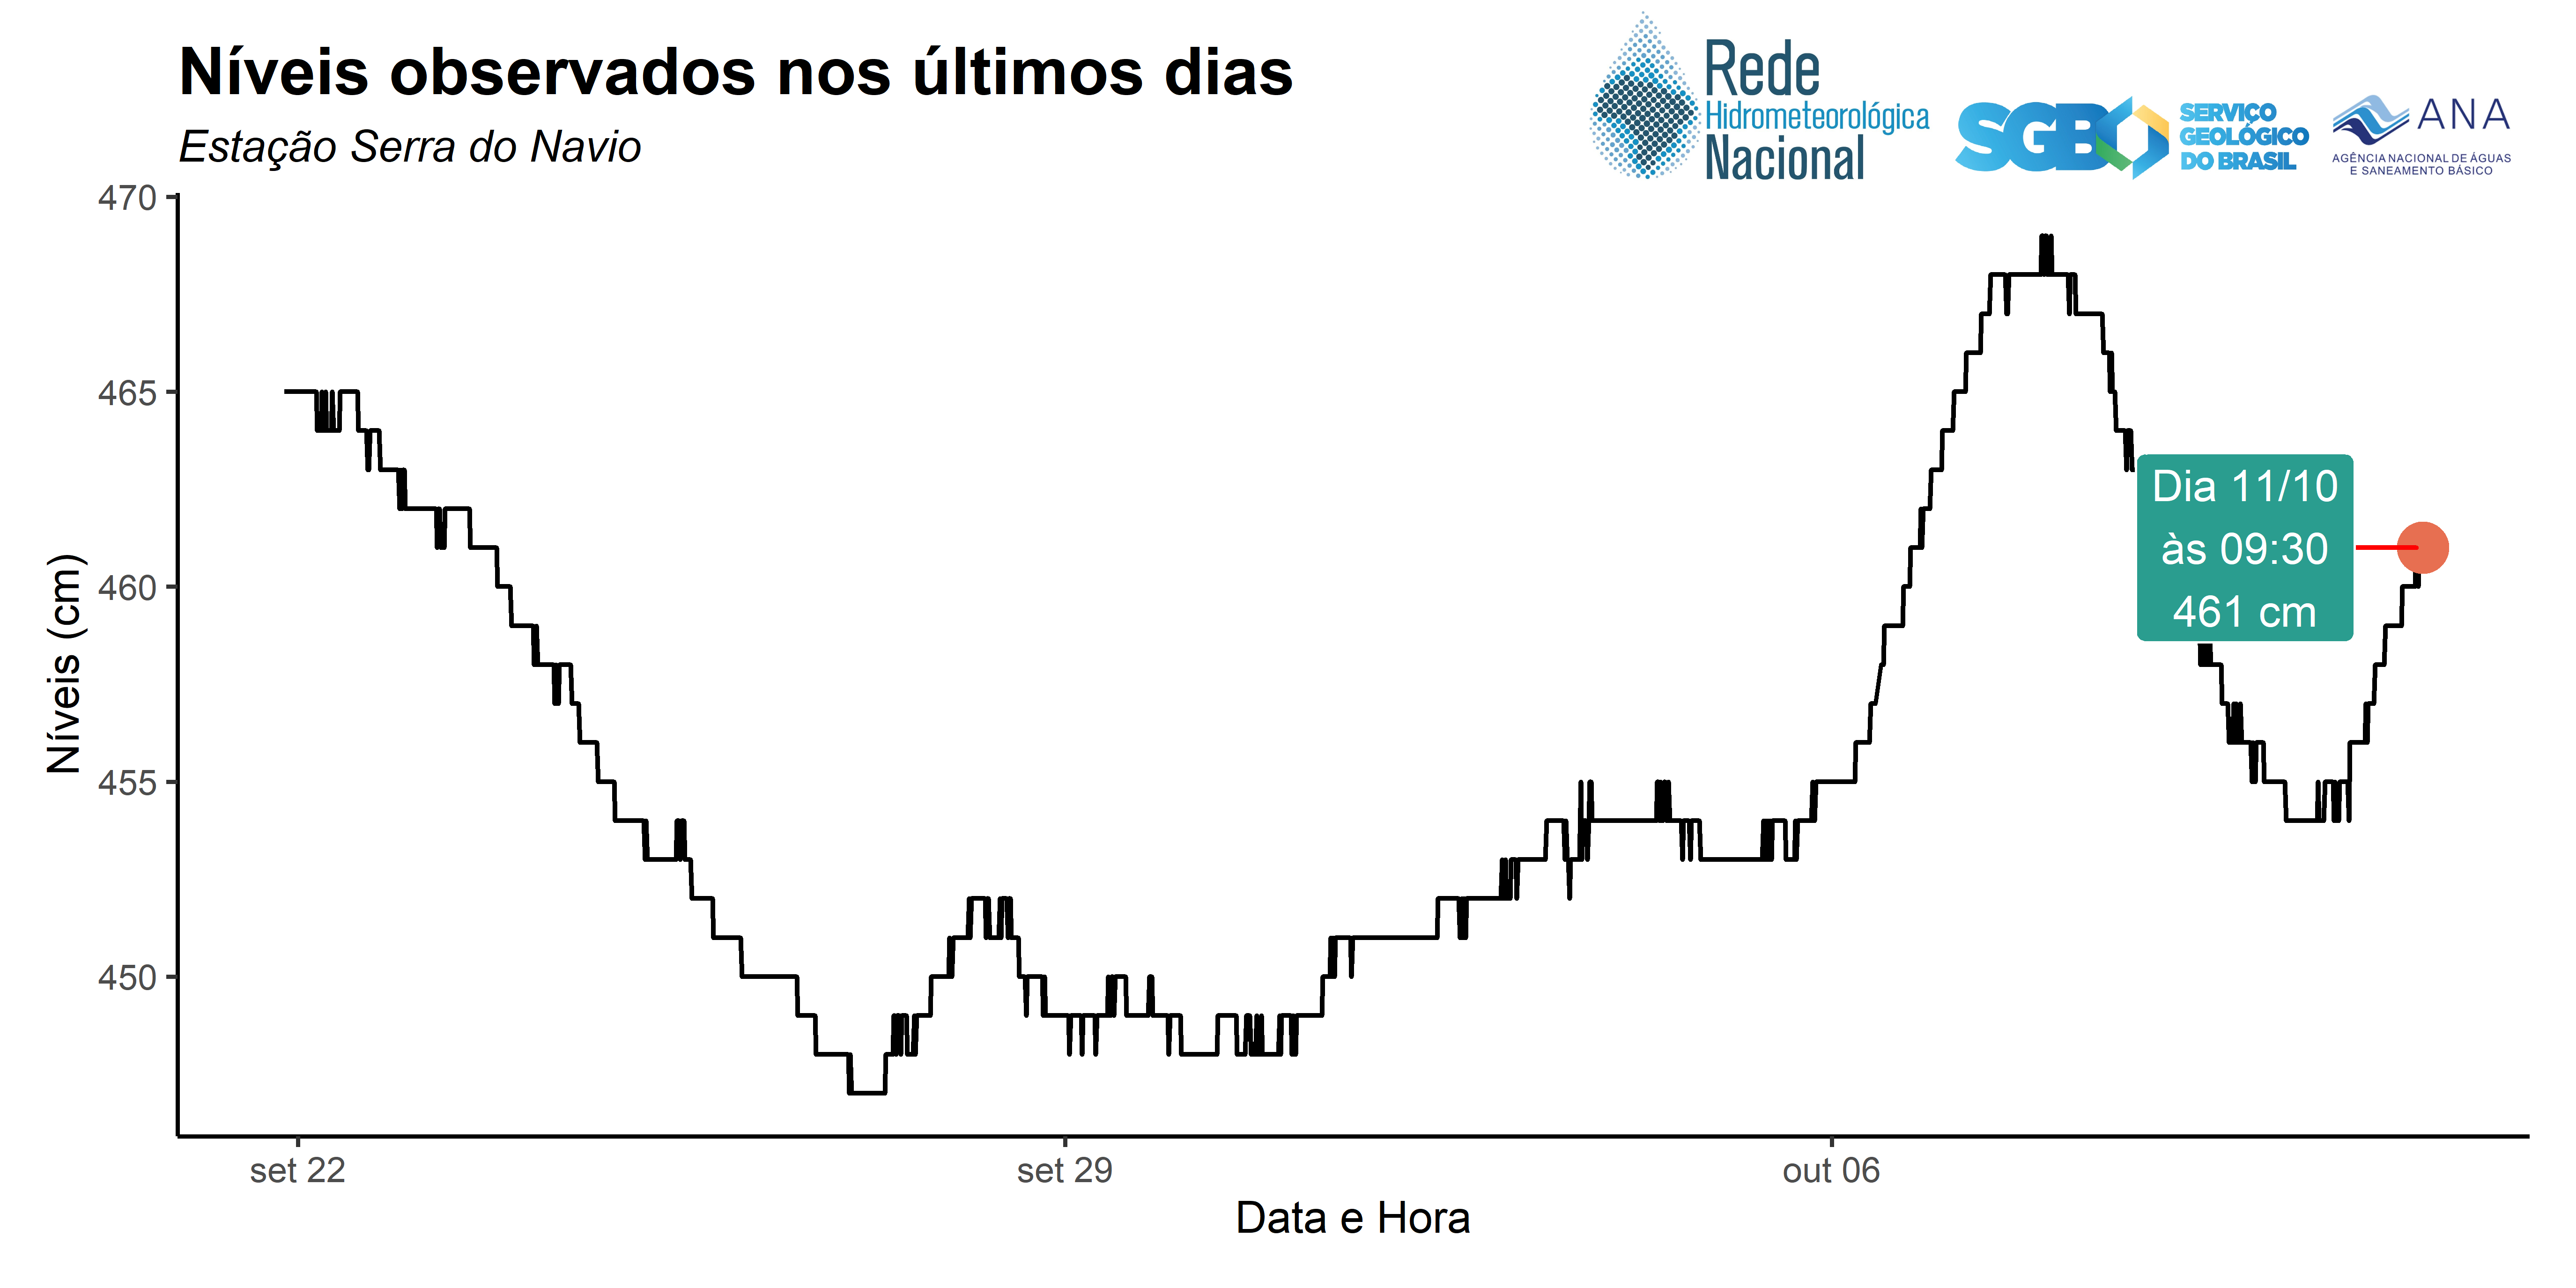 Níveis observados nos últimos dias
Estação Serra do Navio
Rede
Hidrometeorológica
Nacional
SGB
SERVIÇO
GEOLÓGICO
DO BRASIL
ANA
AGÊNCIA NACIONAL DE ÁGUAS
E SANEAMENTO BÁSICO
470
465
460
455
450
Níveis (cm)
Dia 11/10
às 09:30
461 cm
set 22
set 29
out 06
Data e Hora